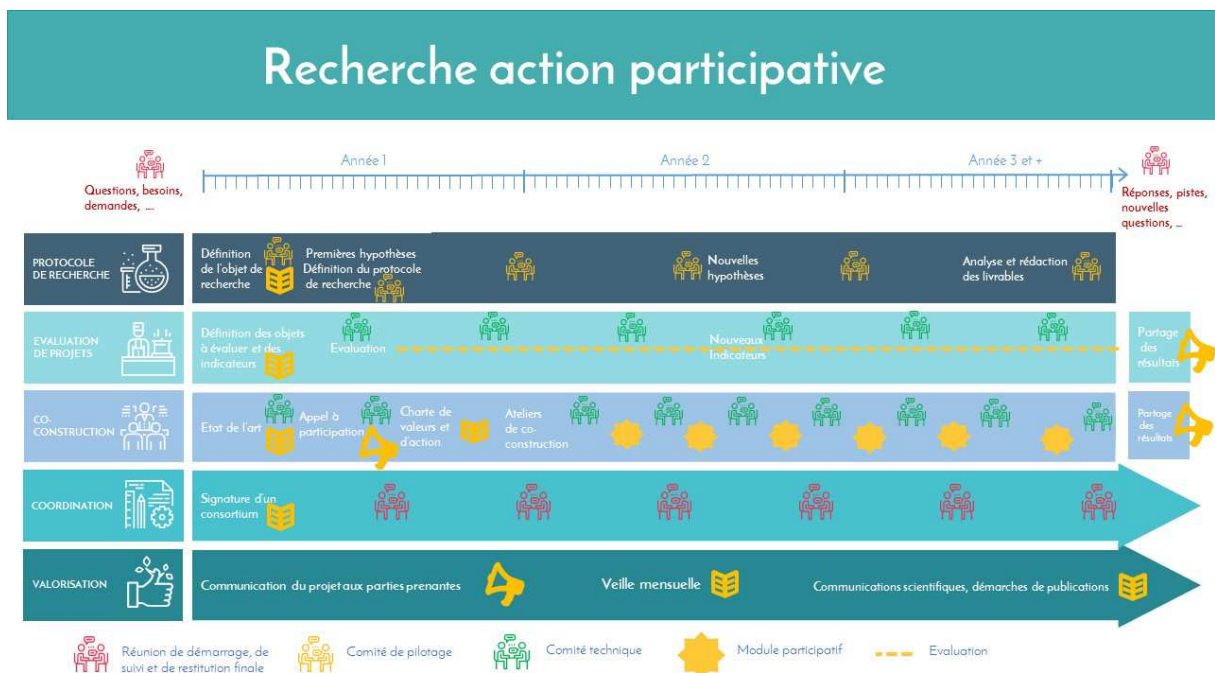 Recherche action participative
Année 1
Année 2
Année 3 et +
Questions, besoins,
demandes, ....
Réponses, pistes,
nouvelles
questions, ...
PROTOCOLE
DE RECHERCHE
Définition
de l'objet de
recherche
Premières hypothèses
Définition du protocole
de recherche
Nouvelles
hypothèses
Analyse et rédaction
des livrables
EVALUATION
DE PROJETS
Définition des objets
à évaluer et des
indicateurs
Evaluation
Nouveaux
Indicateurs
Partage
des
résultats
CO-
CONSTRUCTION
Etat de l'art
Appel à
participation
Charte de
valeurs et
d'action
Ateliers
de co-
construction
Partage
des
résultats
COORDINATION
Signature d'un
consortium
VALORISATION
Communication du projet aux parties prenantes
Veille mensuelle
Communications scientifiques, démarches de publications
Réunion de démarrage, de
suivi et de restitution finale
Comité de pilotage
Comité technique
Module participatif
Evaluation